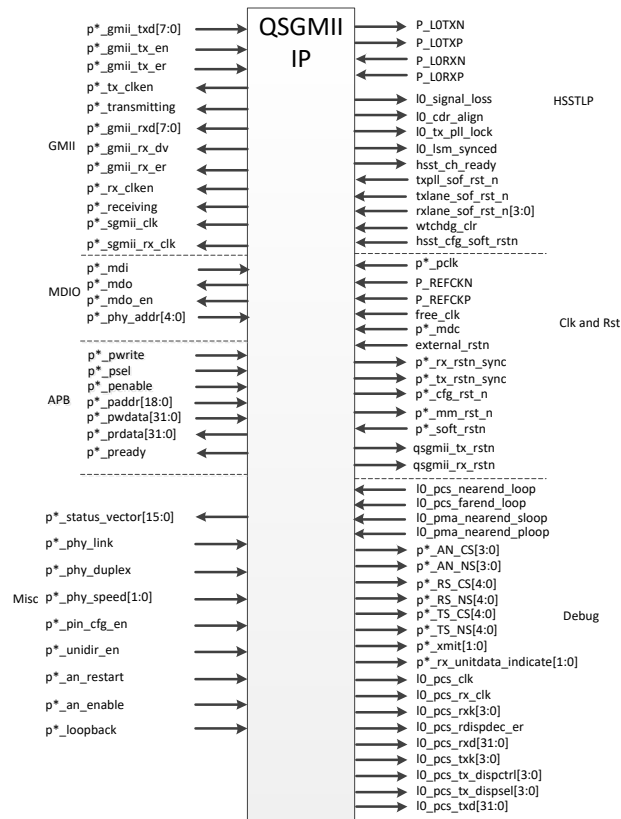 QSGMII
IP
p*_gmii_txd[7:0]
p*_gmii_tx_en
p*_gmii_tx_er
p*_tx_clken
p*_transmitting
p*_gmii_rxd[7:0]
GMII
p*_gmii_rx_dv
p*_gmii_rx_er
p*_rx_clken
p*_receiving
p*_sgmii_clk
p*_sgmii_rx_clk
p*_mdi
MDIO
p*_mdo
p*_mdo_en
p*_phy_addr[4:0]
p*_pwrite
p*_psel
p*_penable
APB
p*_paddr[18:0]
p*_pwdata[31:0]
p*_prdata[31:0]
p*_pready
p*_status_vector[15:0]
p*_phy_link
p*_phy_duplex
Misc
p*_phy_speed[1:0]
p*_pin_cfg_en
p*_unidir_en
p*_an_restart
p*_an_enable
p*_loopback
P_L0TXN
P_L0TXP
P_L0RXN
P_L0RXP
l0_signal_loss
HSSTLP
l0_cdr_align
l0_tx_pll_lock
l0_lsm_synced
hsst_ch_ready
txpll_sof_rst_n
txlane_sof_rst_n
rxlane_sof_rst_n[3:0]
wtchdg_clr
hsst_cfg_soft_rstn
p*_pclk
P_REFCKN
P_REFCKP
free_clk
Clk and Rst
p*_mdc
external_rstn
p*_rx_rstn_sync
p*_tx_rstn_sync
p*_cfg_rst_n
p*_mm_rst_n
p*_soft_rstn
qsgmii_tx_rstn
qsgmii_rx_rstn
l0_pcs_nearend_loop
l0_pcs_farend_loop
l0_pma_nearend_sloop
l0_pma_nearend_ploop
p*_AN_CS[3:0]
p*_AN_NS[3:0]
p*_RS_CS[4:0]
p*_RS_NS[4:0]
p*_TS_CS[4:0]
Debug
p*_TS_NS[4:0]
p*_xmit[1:0]
p*_rx_unitdata_indicate[1:0]
l0_pcs_clk
l0_pcs_rx_clk
l0_pcs_rxk[3:0]
l0_pcs_rdispdec_er
l0_pcs_rxd[31:0]
l0_pcs_txk[3:0]
l0_pcs_tx_dispctrl[3:0]
l0_pcs_tx_dispsel[3:0]
l0_pcs_txd[31:0]